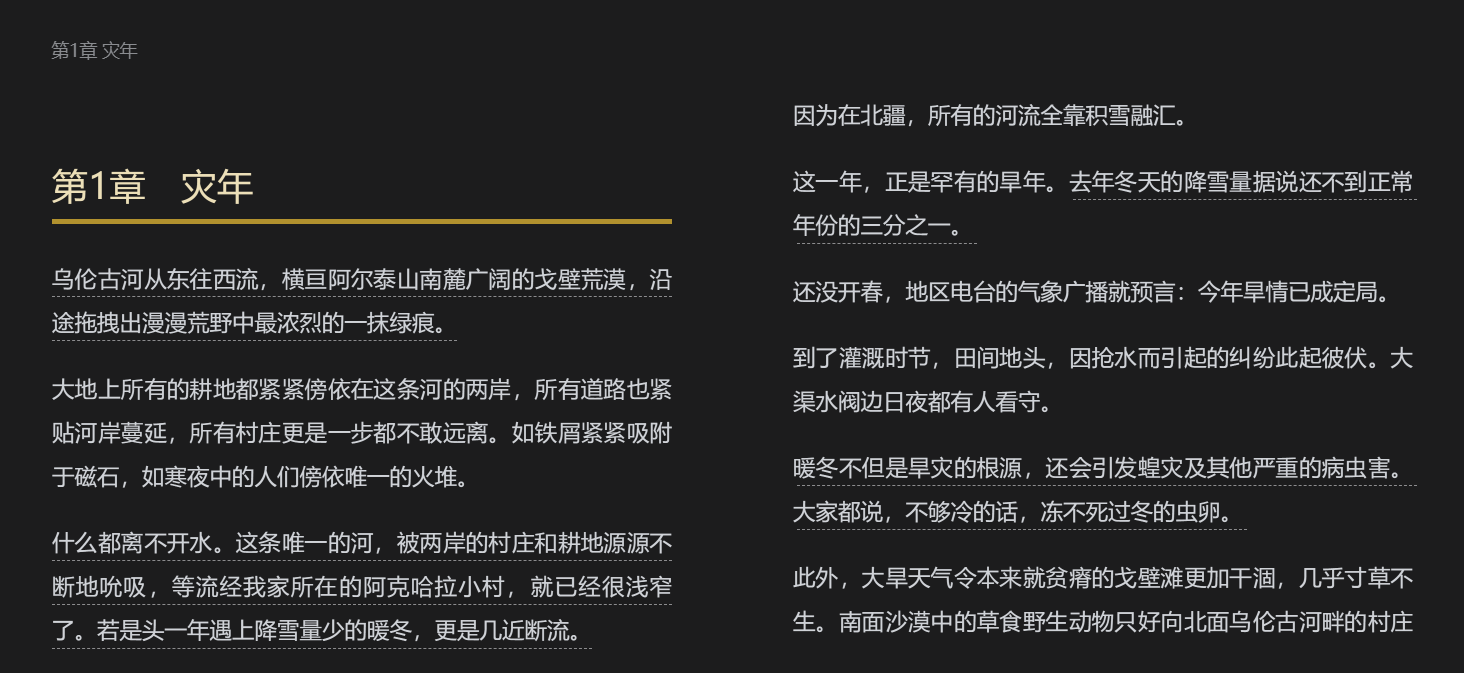 第1章 灾年
第1章　灾年
乌伦古河从东往西流，横亘阿尔泰山南麓广阔的戈壁荒漠，沿
途拖拽出漫漫荒野中最浓烈的一抹绿痕。
大地上所有的耕地都紧紧傍依在这条河的两岸，所有道路也紧
贴河岸蔓延，所有村庄更是一步都不敢远离。如铁屑紧紧吸附
于磁石，如寒夜中的人们傍依唯一的火堆。
什么都离不开水。这条唯一的河，被两岸的村庄和耕地源源不
断地吮吸，等流经我家所在的阿克哈拉小村，就已经很浅窄
了。若是头一年遇上降雪量少的暖冬，更是几近断流。
因为在北疆，所有的河流全靠积雪融汇。
这一年，正是罕有的旱年。去年冬天的降雪量据说还不到正常
年份的三分之一。
还没开春，地区电台的气象广播就预言：今年旱情已成定局。
到了灌溉时节，田间地头，因抢水而引起的纠纷此起彼伏。大
渠水阀边日夜都有人看守。
暖冬不但是旱灾的根源，还会引发蝗灾及其他严重的病虫害。
大家都说，不够冷的话，冻不死过冬的虫卵。
此外，大旱天气令本来就贫瘠的戈壁滩更加干涸，几乎寸草不
生。南面沙漠中的草食野生动物只好向北面乌伦古河畔的村庄